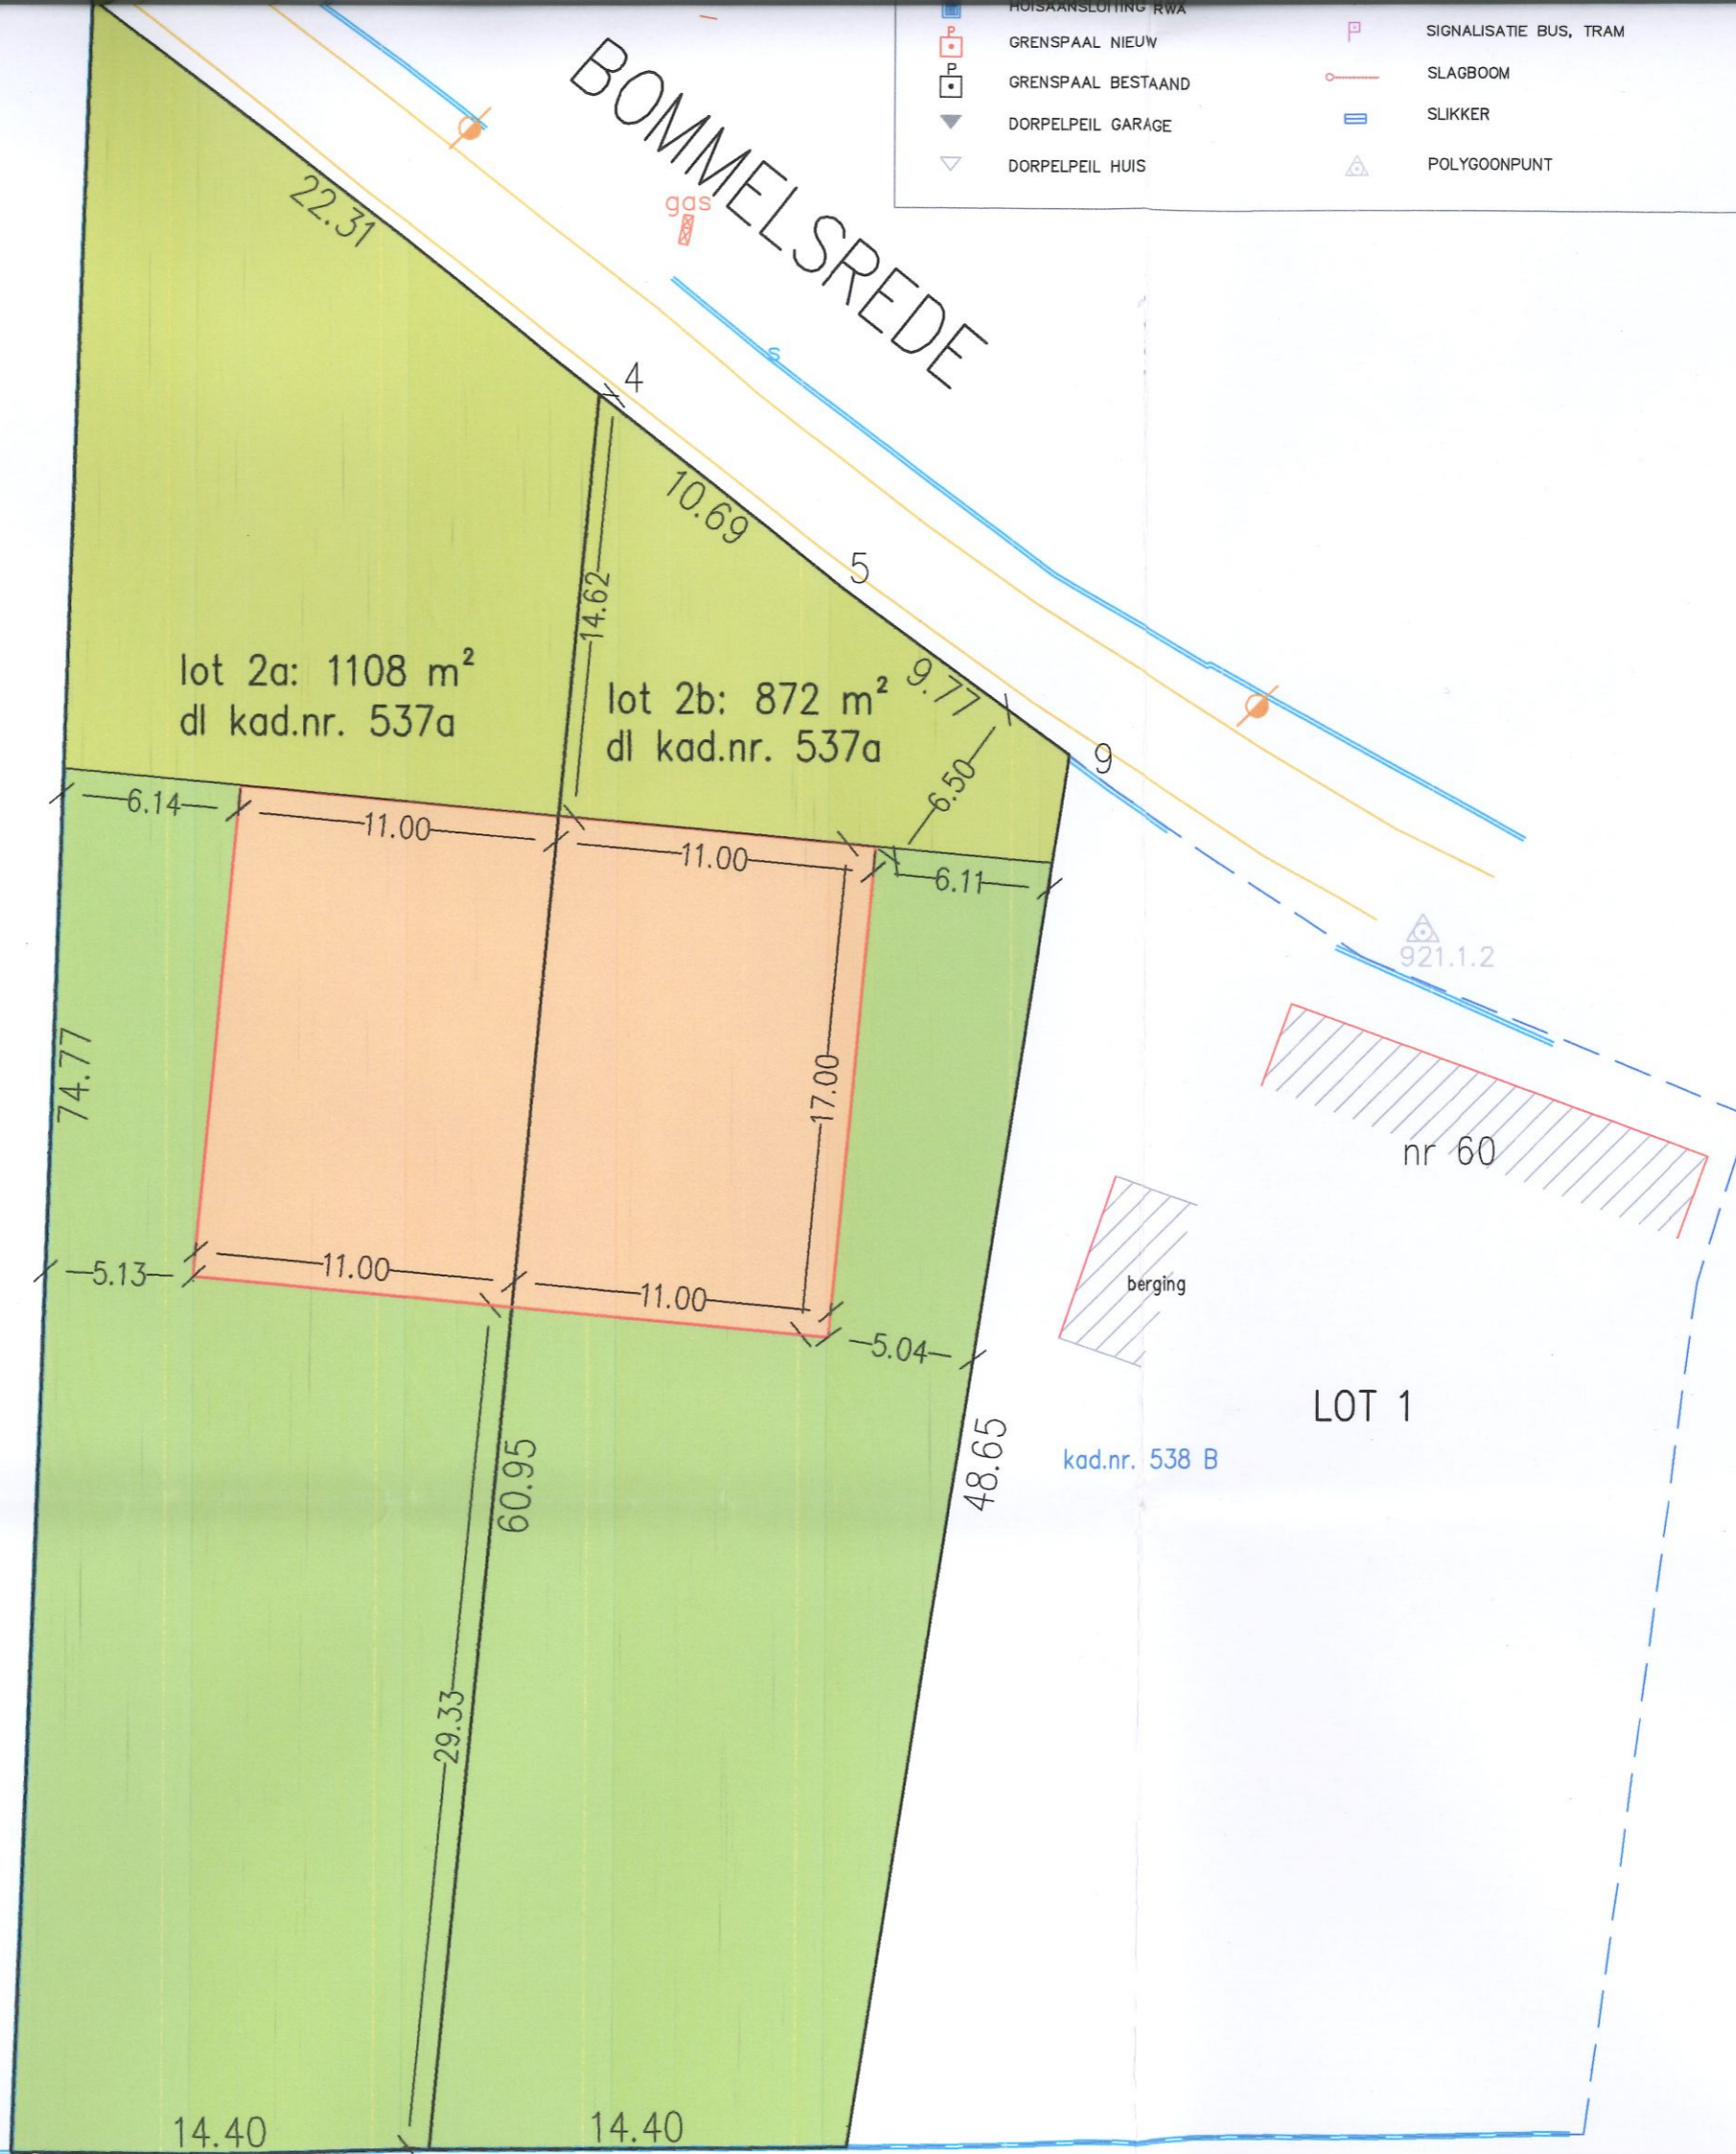 HUISAANSLUITING RWA
P
GRENSPAAL NIEUW
P
GRENSPAAL BESTAAND
DORPELPEIL GARAGE
DORPELPEIL HUIS
P
SIGNALISATIE BUS, TRAM
SLAGBOOM
SLIKKER
POLYGOONPUNT
BOMMELSREDE
gas
s
22.31
4
10.69
5
14.62
9.77
9
6.50
lot 2a: 1108 m²
dl kad.nr. 537a
lot 2b: 872 m²
dl kad.nr. 537a
6.14
11.00
11.00
6.11
921.1.2
74.77
17.00
nr 60
berging
5.13
11.00
11.00
5.04
LOT 1
kad.nr. 538 B
60.95
48.65
29.33
14.40
14.40